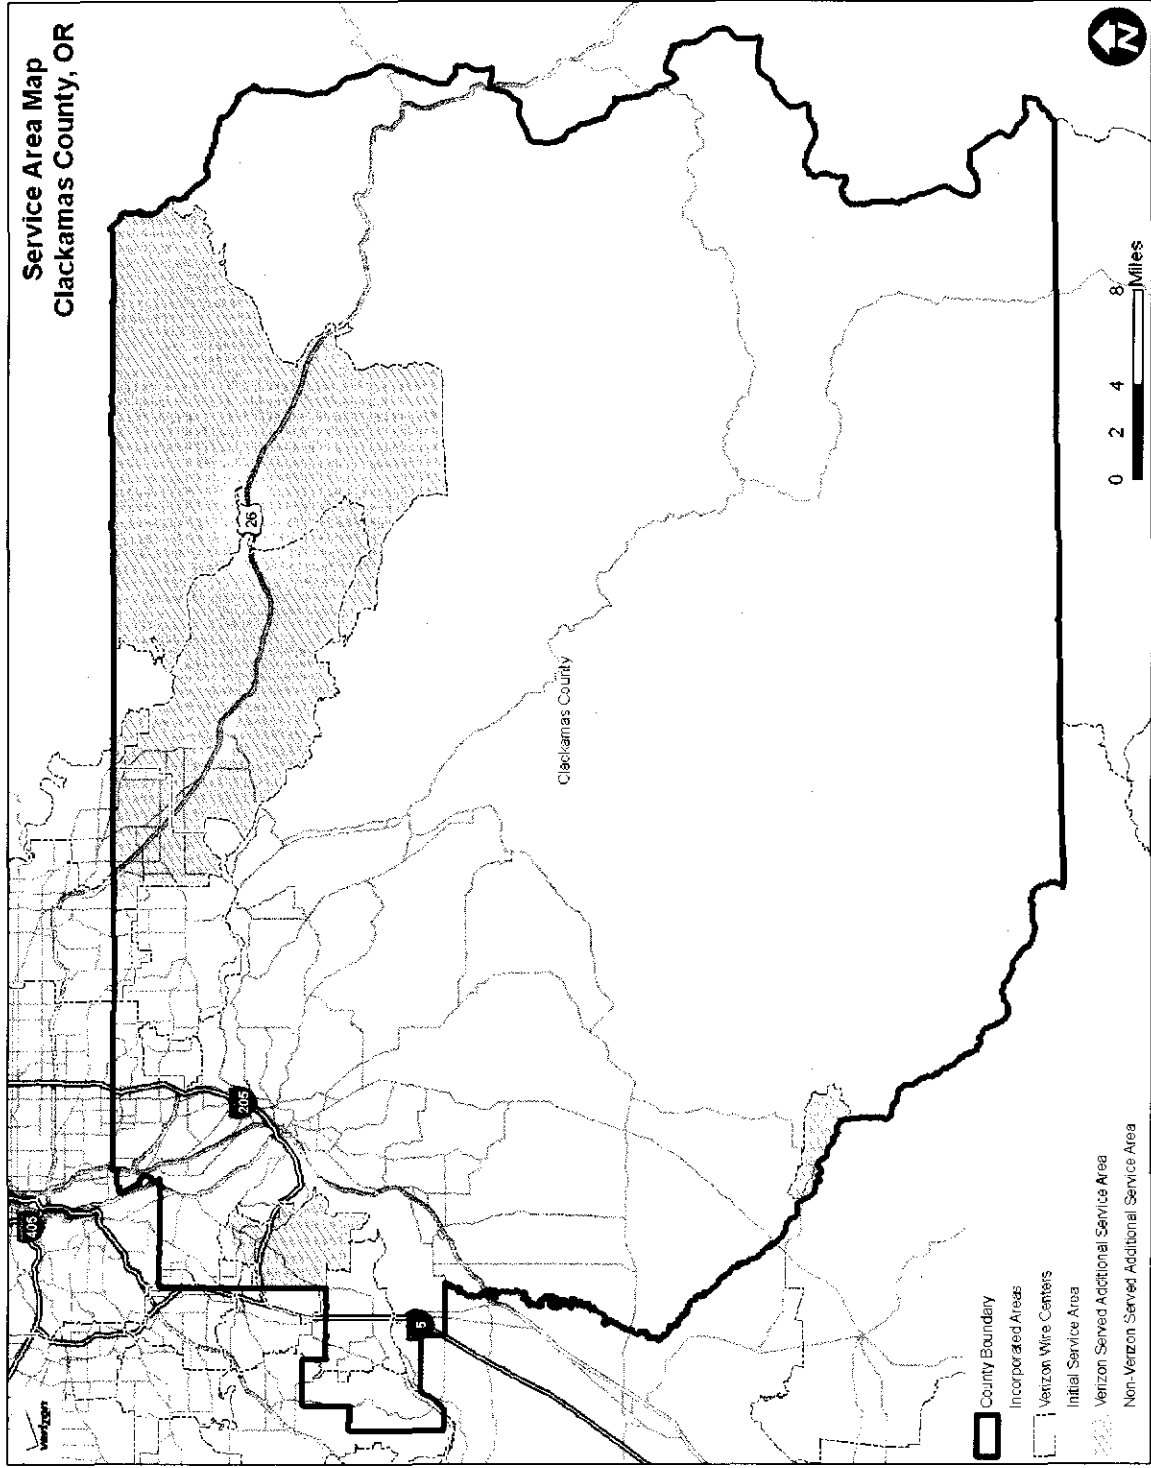 Service Area Map
Clackamas County, OR
verizon
405
205
26
5
Clackamas County
County Boundary
Incorporated Areas
Verizon Wire Centers
Initial Service Area
Verizon Served Additional Service Area
Non-Verizon Served Additional Service Area
0 2 4 8
Miles
N